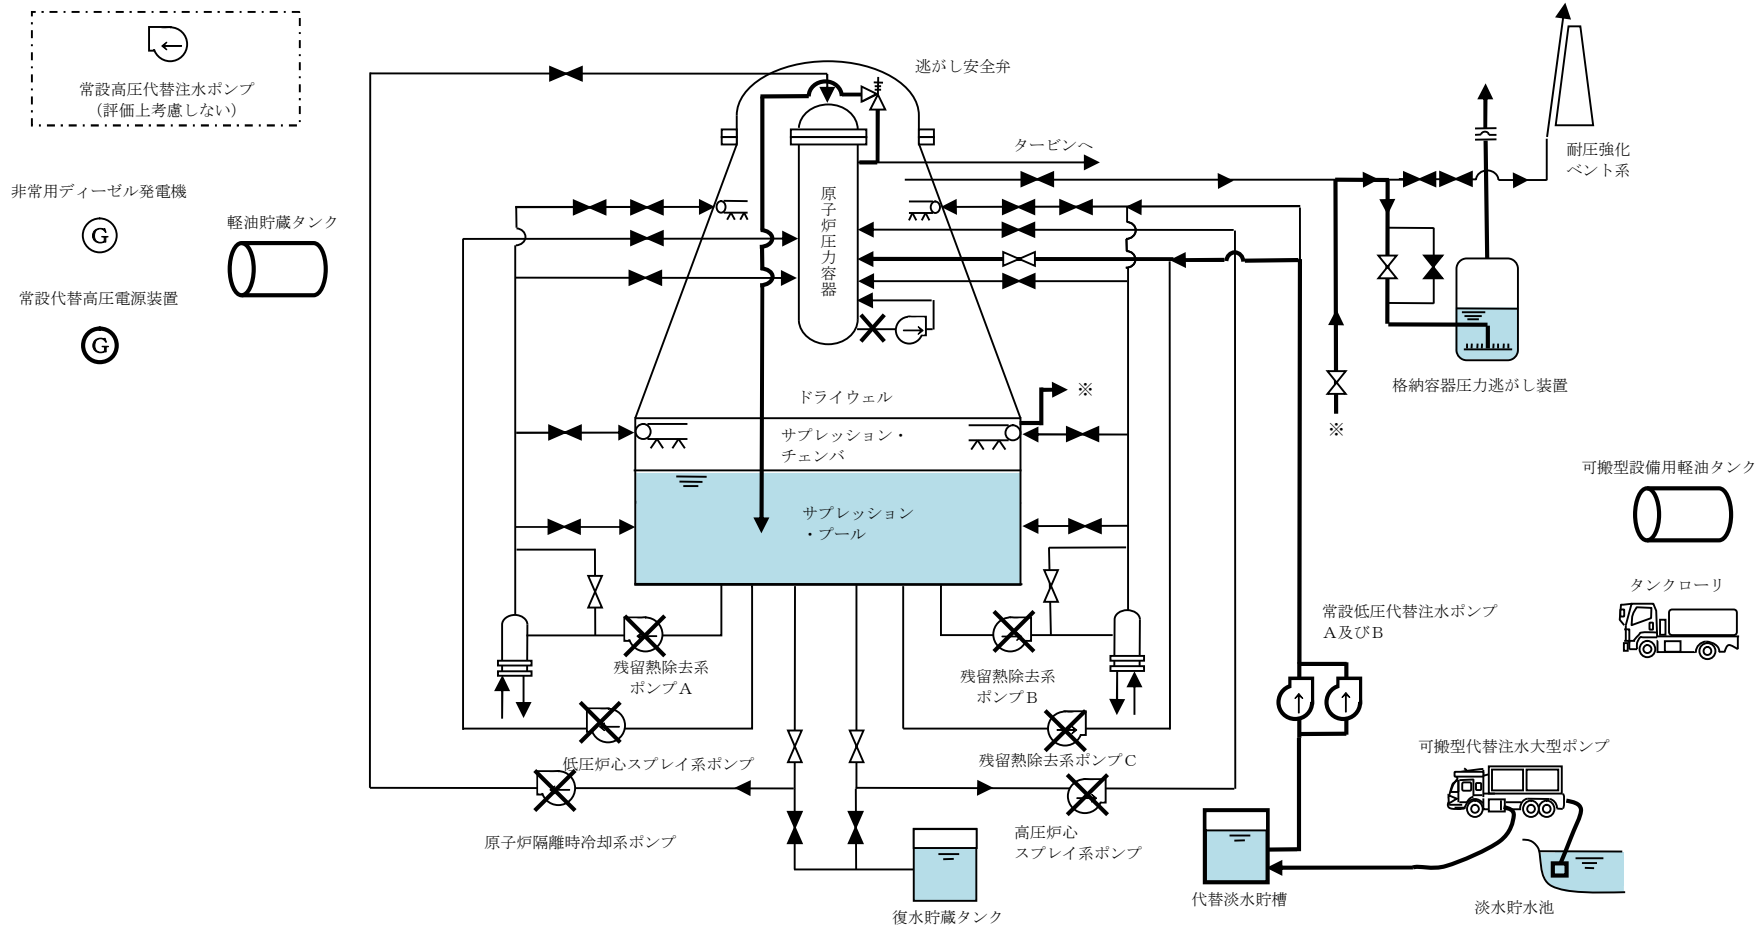 常設高圧代替注水ポンプ
（評価上考慮しない）
非常用ディーゼル発電機
G
軽油貯蔵タンク
常設代替高圧電源装置
G
逃がし安全弁
タービンへ
耐圧強化
ベント系
原子炉圧力容器
格納容器圧力逃がし装置
※
※
ドライウェル
サプレッション・
チェンバ
サプレッション
・プール
可搬型設備用軽油タンク
タンクローリ
常設低圧代替注水ポンプ
A及びB
残留熱除去系
ポンプA
残留熱除去系
ポンプB
低圧炉心スプレイ系ポンプ
残留熱除去系ポンプC
可搬型代替注水大型ポンプ
原子炉隔離時冷却系ポンプ
高圧炉心
スプレイ系ポンプ
復水貯蔵タンク
代替淡水貯槽
淡水貯水池